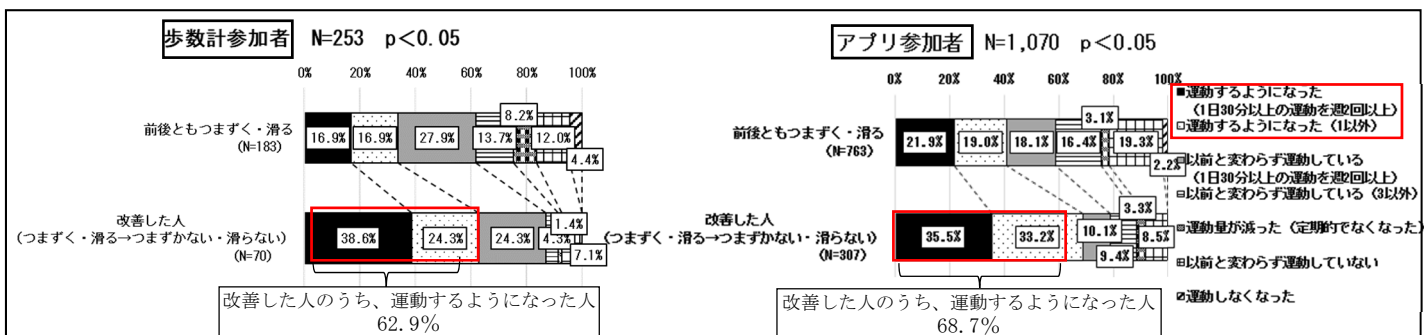 歩数計参加者 N=253 p<0.05
0% 20% 40% 60% 80% 100%
前後ともつまずく・滑る
(N=183)
16.9% 16.9% 27.9% 13.7% 8.2% 12.0% 4.4%
改善した人
(つまずく・滑る→つまずかない・滑らない)
(N=70)
38.6% 24.3% 24.3% 4.3% 1.4% 7.1%
改善した人のうち、運動するようになった人
62.9%
アプリ参加者 N=1,070 p<0.05
0% 20% 40% 60% 80% 100%
前後ともつまずく・滑る
(N=763)
21.9% 19.0% 18.1% 16.4% 3.1% 19.3% 2.2%
改善した人
(つまずく・滑る→つまずかない・滑らない)
(N=307)
35.5% 33.2% 10.1% 9.4% 3.3% 8.5%
改善した人のうち、運動するようになった人
68.7%
運動するようになった
(1日30分以上の運動を週2回以上)
運動するようになった(1以外)
以前と変わらず運動している
(1日30分以上の運動を週2回以上)
以前と変わらず運動している(3以外)
運動量が減った(定期的でなくなった)
以前と変わらず運動していない
運動しなくなった